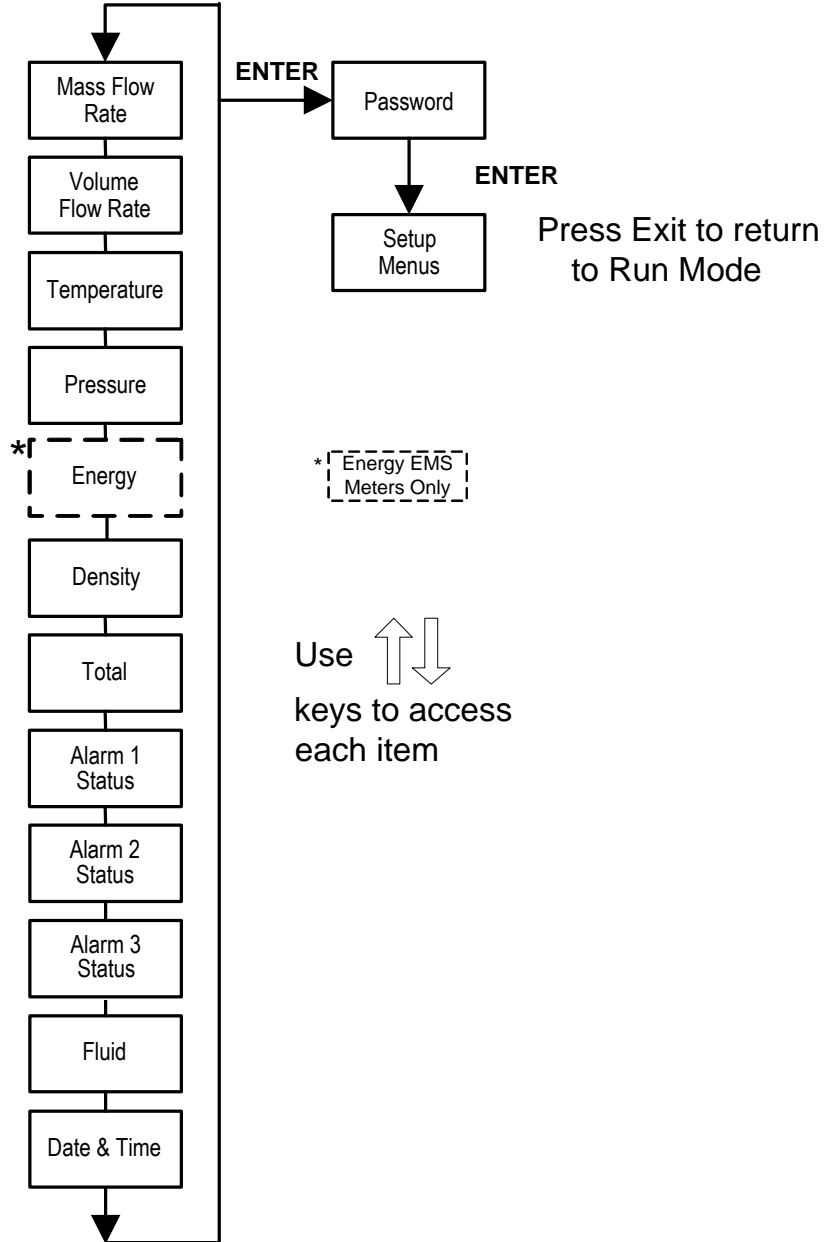 Mass Flow
Rate
Volume
Flow Rate
Temperature
Pressure
*
Energy
Density
Total
Alarm 1
Status
Alarm 2
Status
Alarm 3
Status
Fluid
Date & Time
ENTER
Password
ENTER
Setup
Menus
Press Exit to return
to Run Mode
* Energy EMS
Meters Only
Use
keys to access
each item